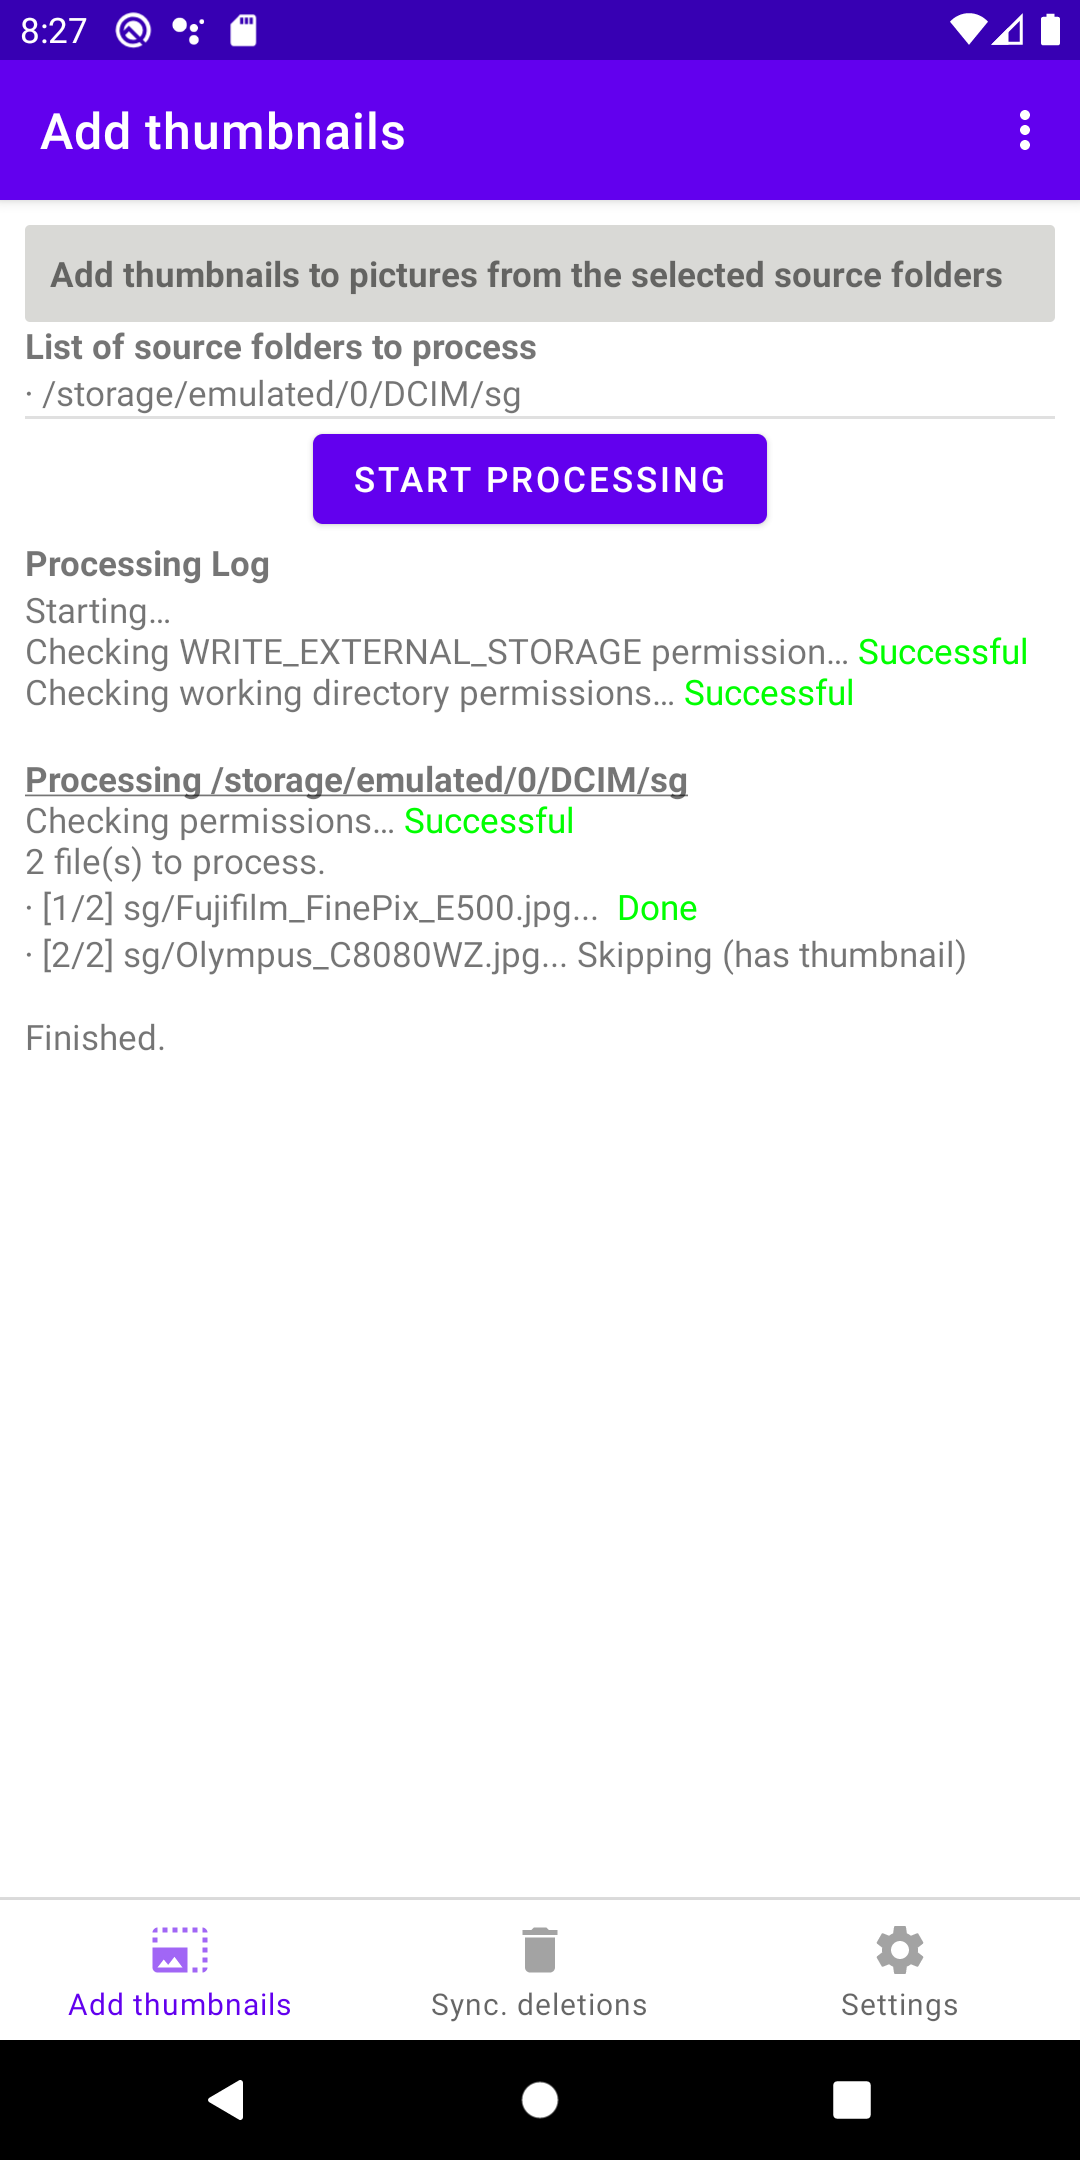 8:27
Add thumbnails
Add thumbnails to pictures from the selected source folders
List of source folders to process
· /storage/emulated/0/DCIM/sg
START PROCESSING
Processing Log
Starting…
Checking WRITE_EXTERNAL_STORAGE permission… Successful
Checking working directory permissions… Successful
Processing /storage/emulated/0/DCIM/sg
Checking permissions… Successful
2 file(s) to process.
· [1/2] sg/Fujifilm_FinePix_E500.jpg... Done
· [2/2] sg/Olympus_C8080WZ.jpg... Skipping (has thumbnail)
Finished.
Add thumbnails
Sync. deletions
Settings